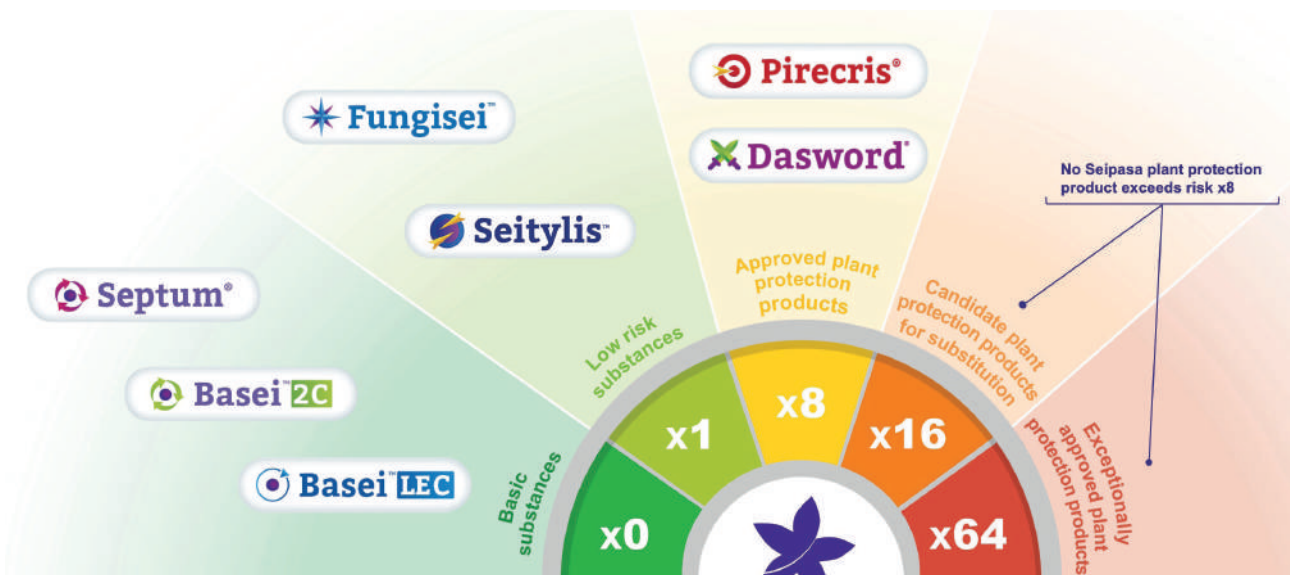 Pirecris®
Fungisei™
Dasword®
No Seipasa plant protection
product exceeds risk x8
Seitylis™
Septum®
Approved plant
protection
products
Candidate plant
protection products
for substitution
Low risk
substances
Basei™ 2C
x8
x1
x16
Basei™ LEC
Basic
substances
Exceptionally
approved plant
protection products
x0
x64